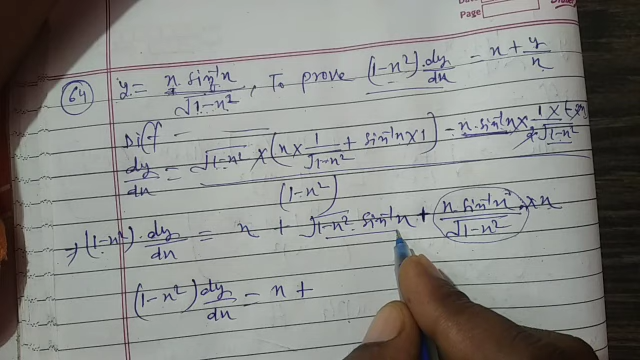 Page
64 y = x sin⁻¹x / √1-x² , To prove (1-x²) dy/dx = x + y/x
Diff -
dy/dx = √1-x² × (x × 1/√1-x² + sin⁻¹x × 1) - x sin⁻¹x × 1 × (-2x) / 2√1-x² / (1-x²)
⇒ (1-x²) · dy/dx = x + √1-x² · sin⁻¹x + x sin⁻¹x / √1-x² × x
(1-x²) dy/dx = x +